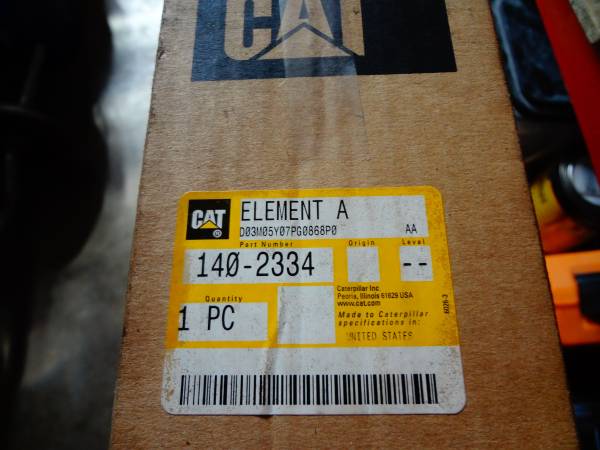 CAT
CAT ®
ELEMENT A
D03M05Y07PG0868P0 AA
Part Number Origin Level
140-2334 --
Quantity
1 PC
Caterpillar Inc.
Peoria, Illinois 61629 USA
www.cat.com
Made to Caterpillar
specifications in:
UNITED STATES